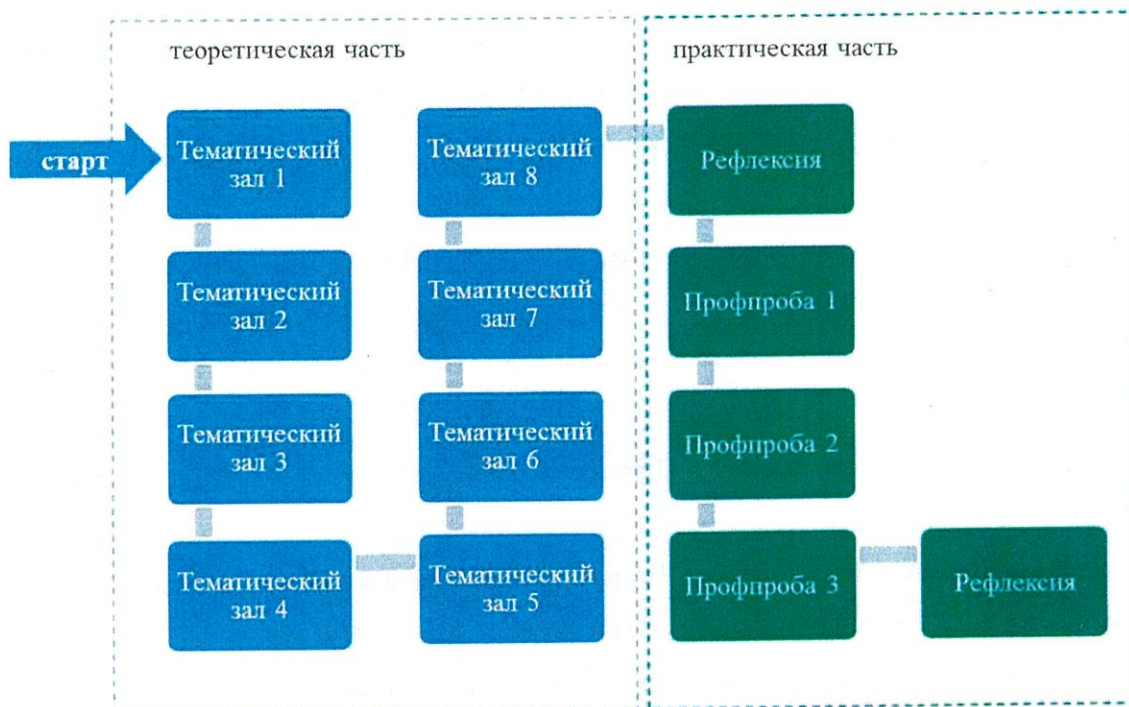 теоретическая часть
практическая часть
старт
Тематический
зал 1
Тематический
зал 2
Тематический
зал 3
Тематический
зал 4
Тематический
зал 5
Тематический
зал 6
Тематический
зал 7
Тематический
зал 8
Рефлексия
Профпроба 1
Профпроба 2
Профпроба 3
Рефлексия